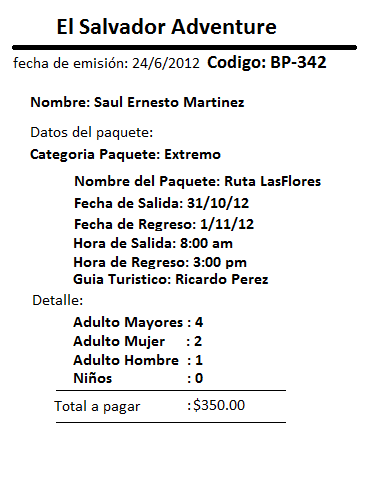 El Salvador Adventure
fecha de emisión: 24/6/2012 Codigo: BP-342
Nombre: Saul Ernesto Martinez
Datos del paquete:
Categoria Paquete: Extremo
Nombre del Paquete: Ruta LasFlores
Fecha de Salida: 31/10/12
Fecha de Regreso: 1/11/12
Hora de Salida: 8:00 am
Hora de Regreso: 3:00 pm
Guia Turistico: Ricardo Perez
Detalle:
Adulto Mayores : 4
Adulto Mujer : 2
Adulto Hombre : 1
Niños : 0
Total a pagar : $350.00